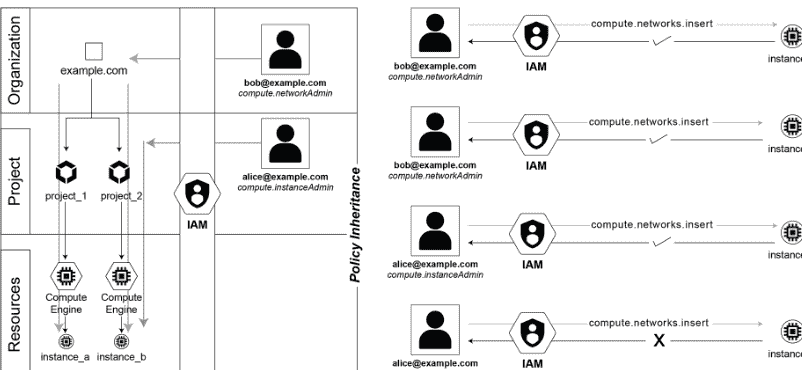 Organization
example.com
bob@example.com
compute.networkAdmin
Project
project_1
project_2
alice@example.com
compute.instanceAdmin
IAM
Policy Inheritance
Resources
Compute
Engine
Compute
Engine
instance_a
instance_b
compute.networks.insert
bob@example.com
compute.networkAdmin
IAM
instance
compute.networks.insert
bob@example.com
compute.networkAdmin
IAM
instance
compute.networks.insert
alice@example.com
compute.instanceAdmin
IAM
instance
compute.networks.insert
X
alice@example.com
IAM
instance